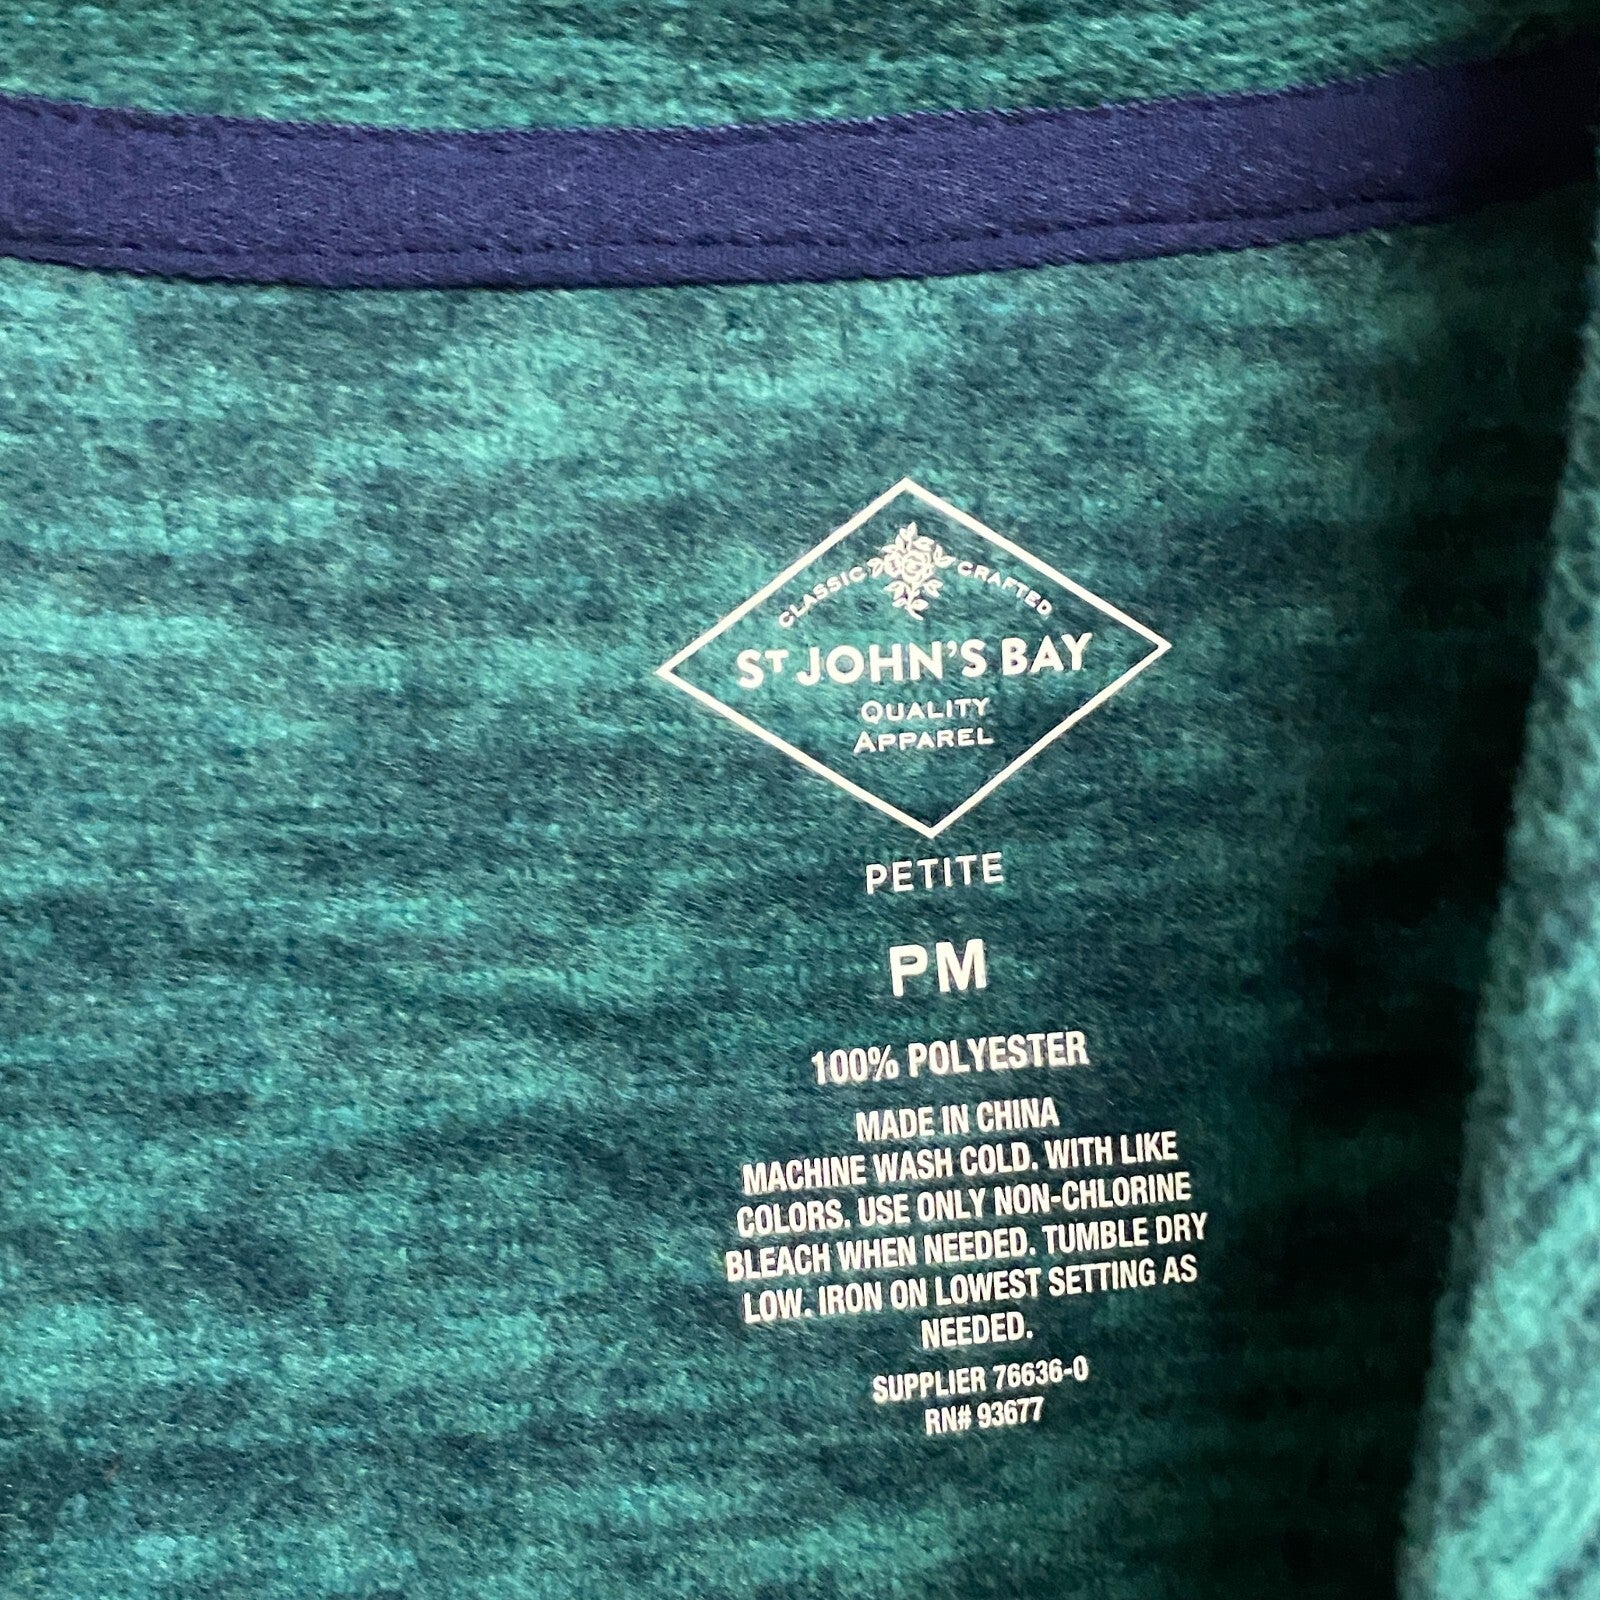 CLASSIC CRAFTED
ST JOHN'S BAY
QUALITY
APPAREL
PETITE
PM
100% POLYESTER
MADE IN CHINA
MACHINE WASH COLD. WITH LIKE
COLORS. USE ONLY NON-CHLORINE
BLEACH WHEN NEEDED. TUMBLE DRY
LOW. IRON ON LOWEST SETTING AS
NEEDED.
SUPPLIER 76636-0
RN# 93677